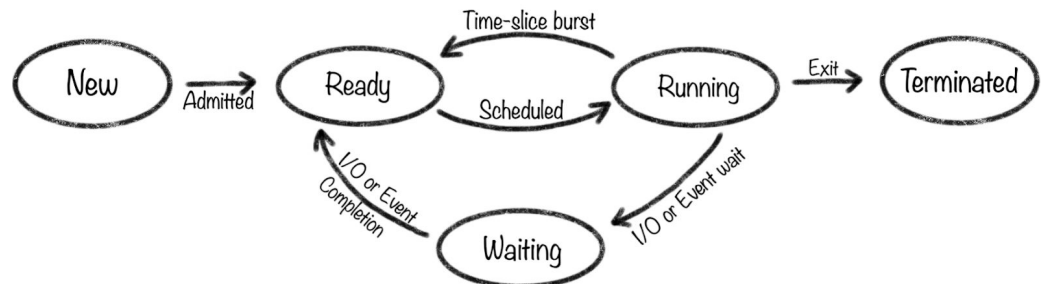 Time-slice burst
New
Admitted
Ready
Scheduled
Running
Exit
Terminated
I/O or Event
Completion
Waiting
I/O or Event wait